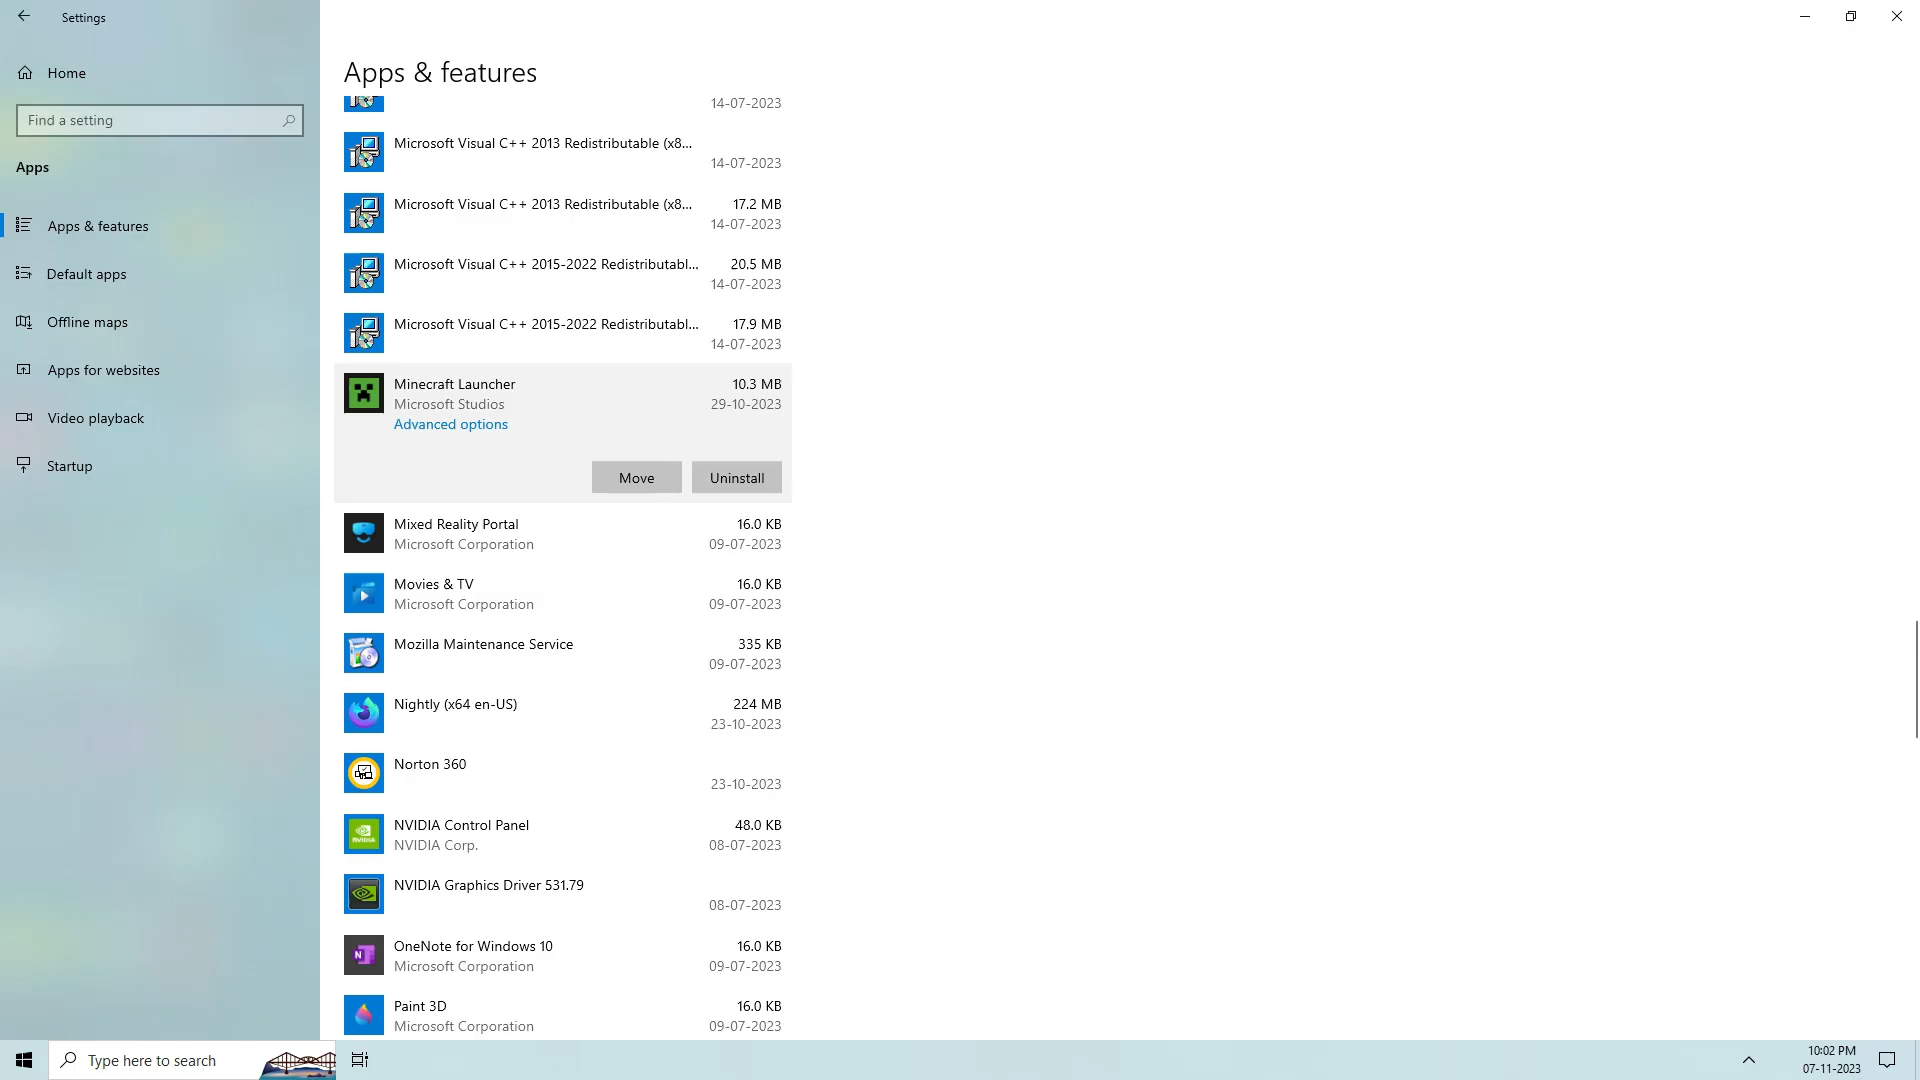 Settings
Home
Find a setting
Apps
Apps & features
Default apps
Offline maps
Apps for websites
Video playback
Startup
Apps & features
14-07-2023
Microsoft Visual C++ 2013 Redistributable (x8...
14-07-2023
Microsoft Visual C++ 2013 Redistributable (x8... 17.2 MB
14-07-2023
Microsoft Visual C++ 2015-2022 Redistributabl... 20.5 MB
14-07-2023
Microsoft Visual C++ 2015-2022 Redistributabl... 17.9 MB
14-07-2023
Minecraft Launcher 10.3 MB
Microsoft Studios 29-10-2023
Advanced options
Move Uninstall
Mixed Reality Portal 16.0 KB
Microsoft Corporation 09-07-2023
Movies & TV 16.0 KB
Microsoft Corporation 09-07-2023
Mozilla Maintenance Service 335 KB
09-07-2023
Nightly (x64 en-US) 224 MB
23-10-2023
Norton 360
23-10-2023
NVIDIA Control Panel 48.0 KB
NVIDIA Corp. 08-07-2023
NVIDIA Graphics Driver 531.79
08-07-2023
OneNote for Windows 10 16.0 KB
Microsoft Corporation 09-07-2023
Paint 3D 16.0 KB
Microsoft Corporation 09-07-2023
Type here to search
10:02 PM
07-11-2023